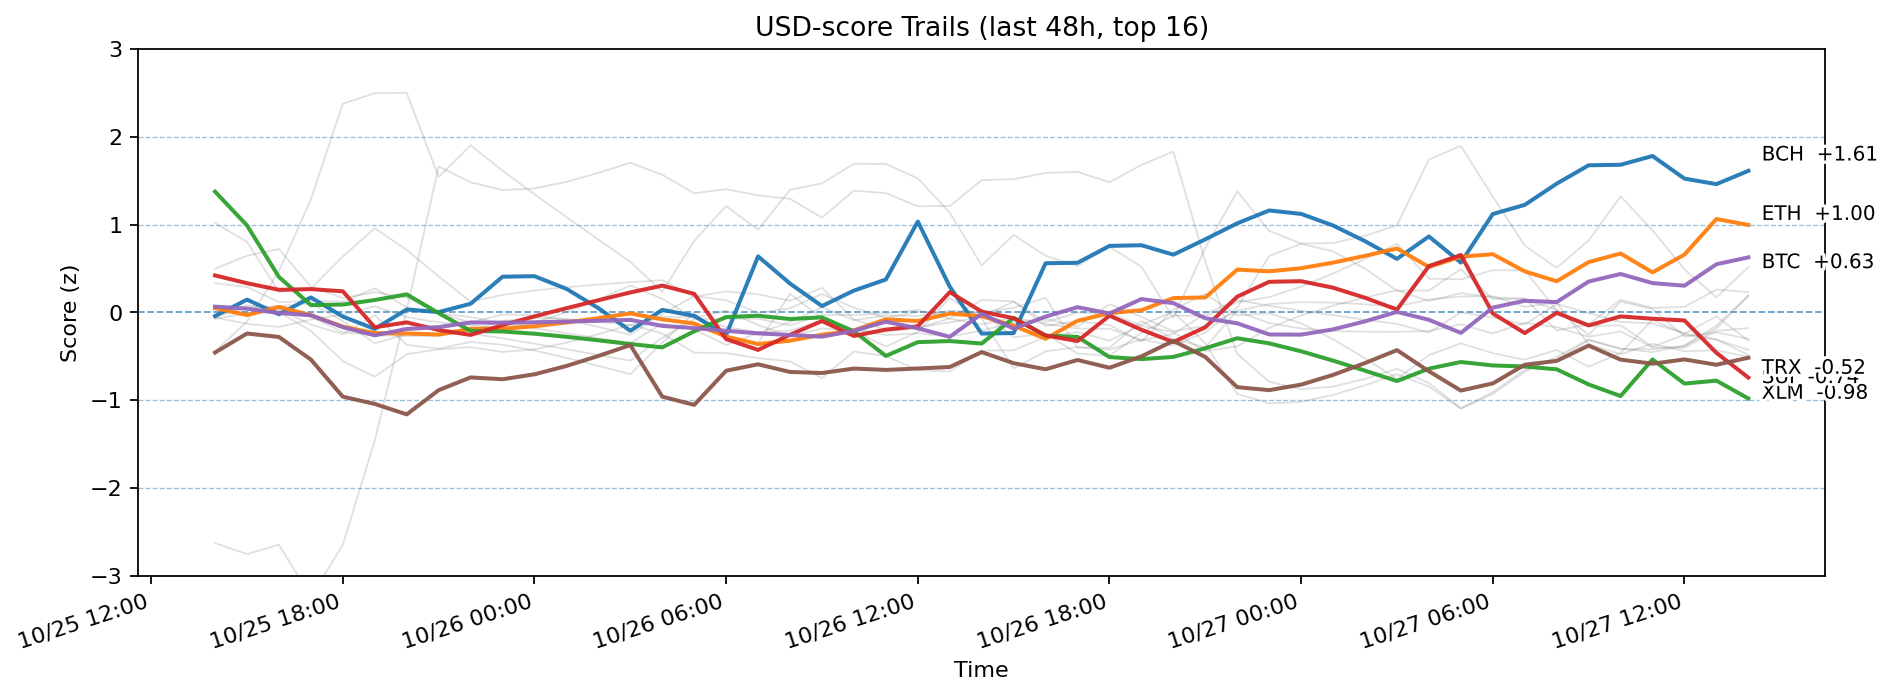 USD-score Trails (last 48h, top 16)
Score (z)
3
2
1
0
−1
−2
−3
BCH +1.61
ETH +1.00
BTC +0.63
TRX -0.52
SUI -0.74
XLM -0.98
10/25 12:00
10/25 18:00
10/26 00:00
10/26 06:00
10/26 12:00
10/26 18:00
10/27 00:00
10/27 06:00
10/27 12:00
Time